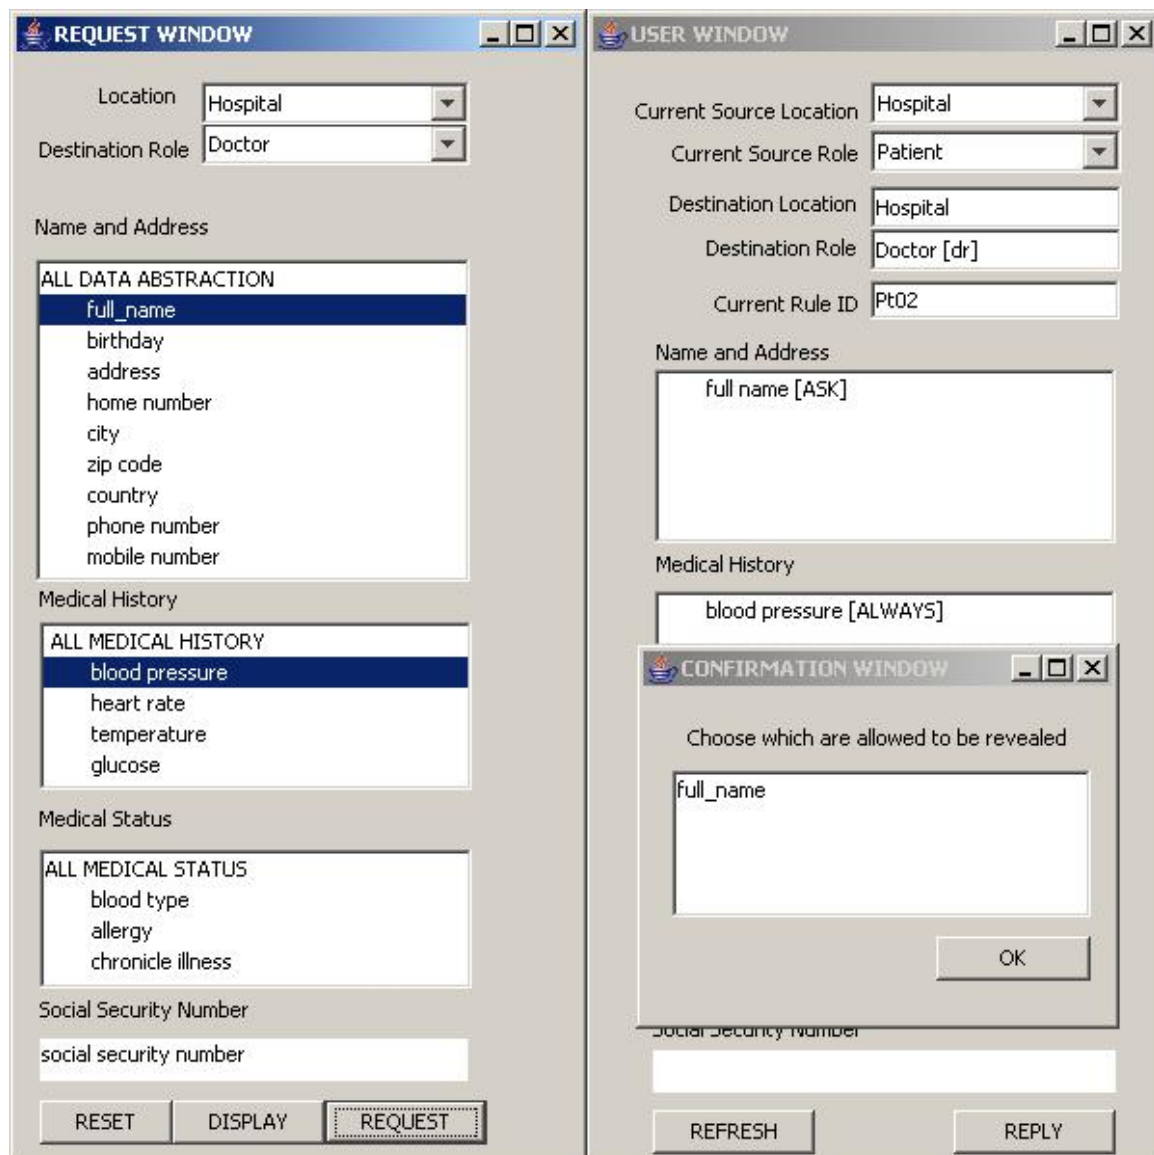 REQUEST WINDOW
Location Hospital
Destination Role Doctor
Name and Address
ALL DATA ABSTRACTION
full_name
birthday
address
home number
city
zip code
country
phone number
mobile number
Medical History
ALL MEDICAL HISTORY
blood pressure
heart rate
temperature
glucose
Medical Status
ALL MEDICAL STATUS
blood type
allergy
chronicle illness
Social Security Number
social security number
RESET DISPLAY REQUEST
USER WINDOW
Current Source Location Hospital
Current Source Role Patient
Destination Location Hospital
Destination Role Doctor [dr]
Current Rule ID Pt02
Name and Address
full name [ASK]
Medical History
blood pressure [ALWAYS]
CONFIRMATION WINDOW
Choose which are allowed to be revealed
full_name
OK
Social Security Number
REFRESH REPLY